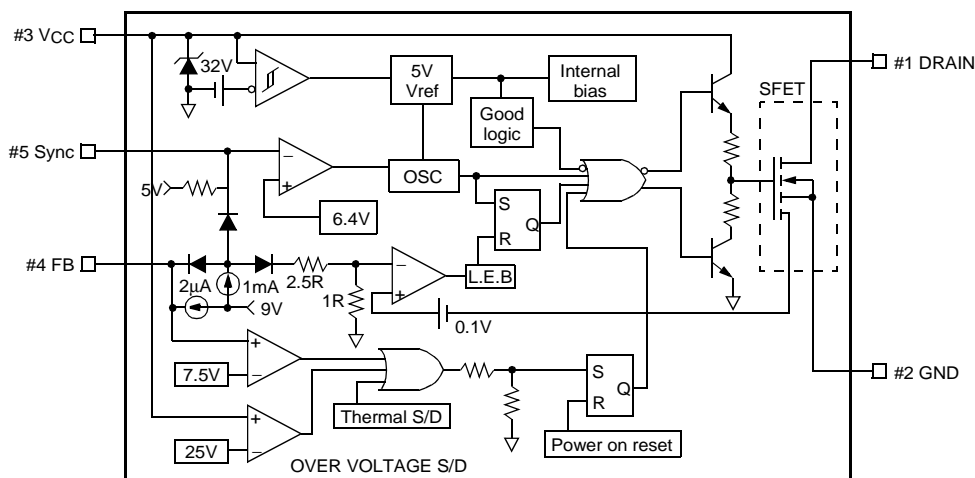 #3 VCC
32V
5V
Vref
Internal
bias
Good
logic
#1 DRAIN
SFET
#5 Sync
5V
−
+
6.4V
OSC
S
R
Q
#4 FB
2μA
1mA
9V
2.5R
1R
−
+
L.E.B
0.1V
7.5V
+
−
25V
+
−
Thermal S/D
S
R
Q
Power on reset
#2 GND
OVER VOLTAGE S/D